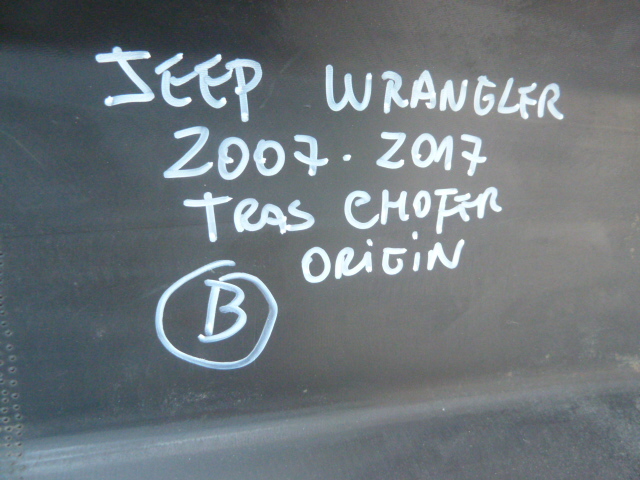 JEEP WRANGLER
2007. 2017
TRAS CHOFER
ORIGIN
B